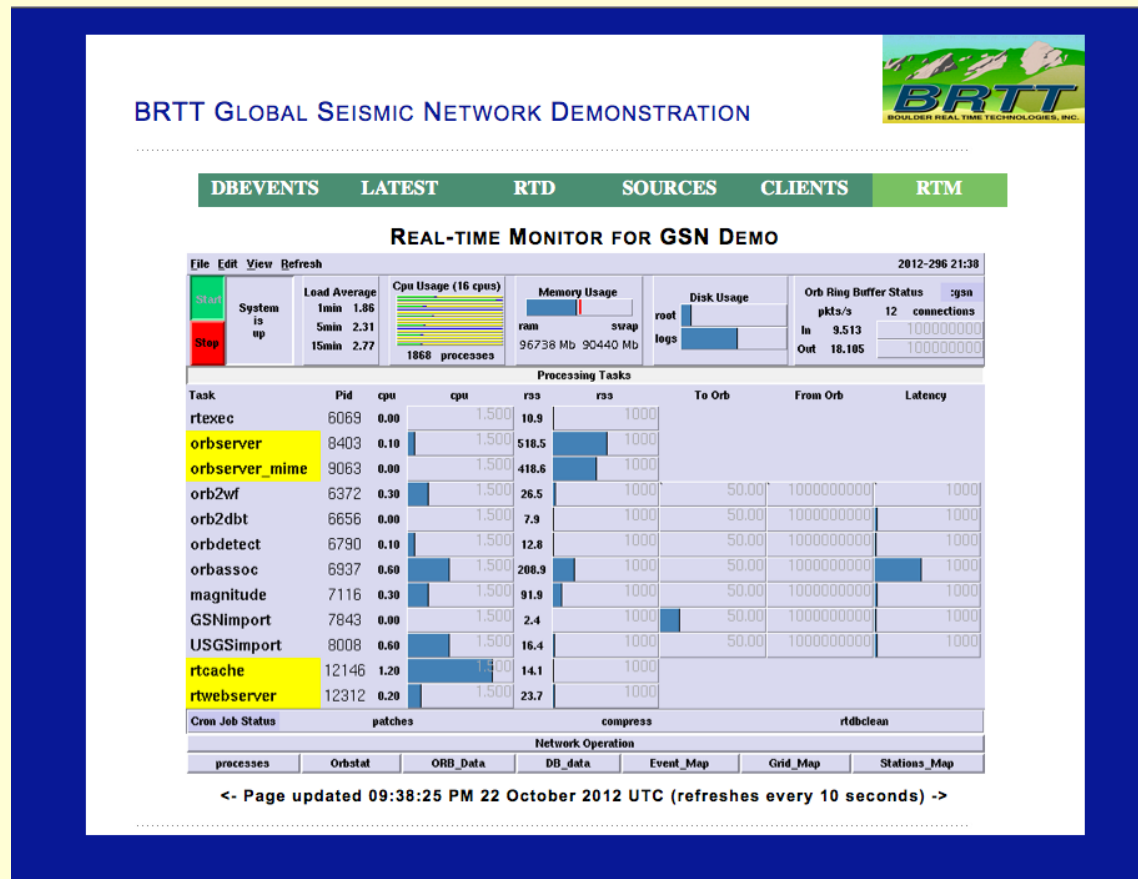 BRTT
BOULDER REAL TIME TECHNOLOGIES, INC.
BRTT GLOBAL SEISMIC NETWORK DEMONSTRATION
DBEVENTS LATEST RTD SOURCES CLIENTS RTM
REAL-TIME MONITOR FOR GSN DEMO
File Edit View Refresh 2012-296 21:38
Start
Stop
System
is
up
Load Average
1min 1.86
5min 2.31
15min 2.77
Cpu Usage (16 cpus)
1868 processes
Memory Usage
ram swap
96738 Mb 90440 Mb
Disk Usage
root
logs
Orb Ring Buffer Status :gsn
pkts/s 12 connections
In 9.513 100000000
Out 18.105 100000000
Processing Tasks
Task Pid cpu cpu rss rss To Orb From Orb Latency
rtexec 6069 0.00 1.500 10.9 1000
orbserver 8403 0.10 1.500 518.5 1000
orbserver_mime 9063 0.00 1.500 418.6 1000
orb2wf 6372 0.30 1.500 26.5 1000 50.00 1000000000 1000
orb2dbt 6656 0.00 1.500 7.9 1000 50.00 1000000000 1000
orbdetect 6790 0.10 1.500 12.8 1000 50.00 1000000000 1000
orbassoc 6937 0.60 1.500 208.9 1000 50.00 1000000000 1000
magnitude 7116 0.30 1.500 91.9 1000 50.00 1000000000 1000
GSNimport 7843 0.00 1.500 2.4 1000 50.00 1000000000 1000
USGSimport 8008 0.60 1.500 16.4 1000 50.00 1000000000 1000
rtcache 12146 1.20 1.500 14.1 1000
rtwebserver 12312 0.20 1.500 23.7 1000
Cron Job Status patches compress rtdbclean
Network Operation
processes Orbstat ORB_Data DB_data Event_Map Grid_Map Stations_Map
<- Page updated 09:38:25 PM 22 October 2012 UTC (refreshes every 10 seconds) ->